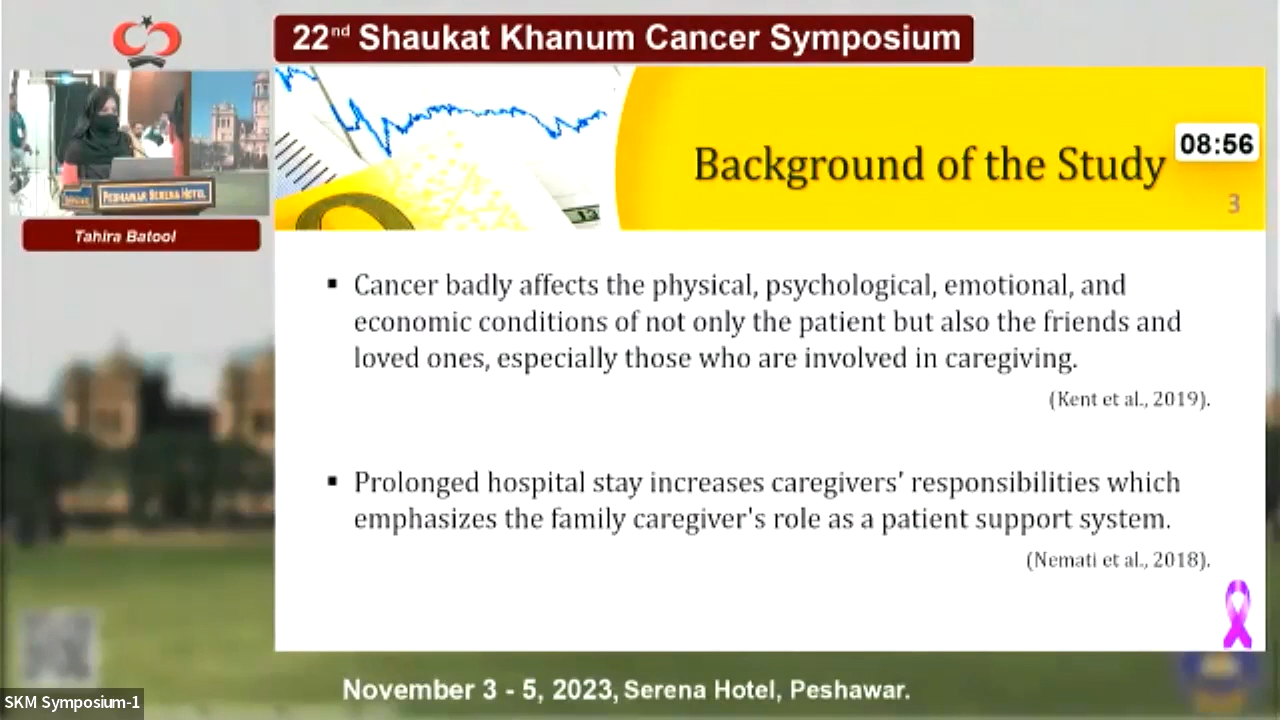 22nd Shaukat Khanum Cancer Symposium
Background of the Study
08:56
3
PESHAWAR SERENA HOTEL
Tahira Batool
▪ Cancer badly affects the physical, psychological, emotional, and
economic conditions of not only the patient but also the friends and
loved ones, especially those who are involved in caregiving.
(Kent et al., 2019).
▪ Prolonged hospital stay increases caregivers’ responsibilities which
emphasizes the family caregiver's role as a patient support system.
(Nemati et al., 2018).
November 3 - 5, 2023, Serena Hotel, Peshawar.
SKM Symposium-1